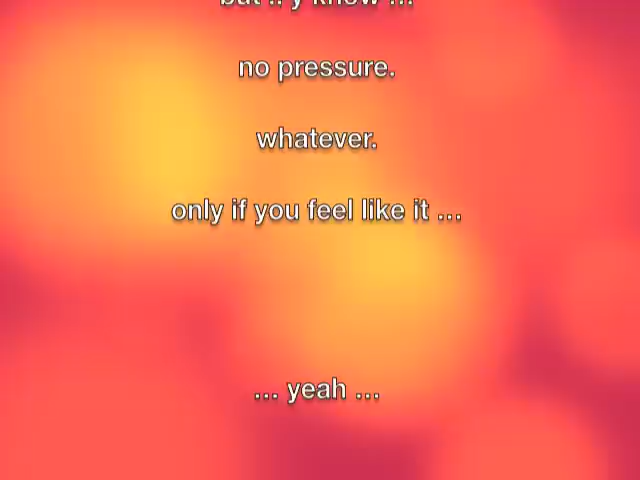 but .. y know ...
no pressure.
whatever.
only if you feel like it ...
... yeah ...